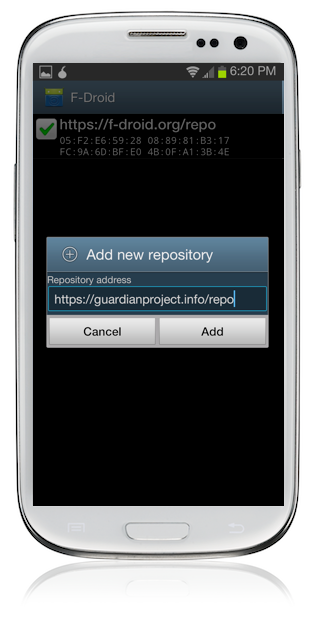 6:20 PM
F-Droid
https://f-droid.org/repo
05:F2:E6:59:28 08:89:81:B3:17
FC:9A:6D:BF:E0 4B:0F:A1:3B:4E
Add new repository
Repository address
https://guardianproject.info/repo
Cancel Add